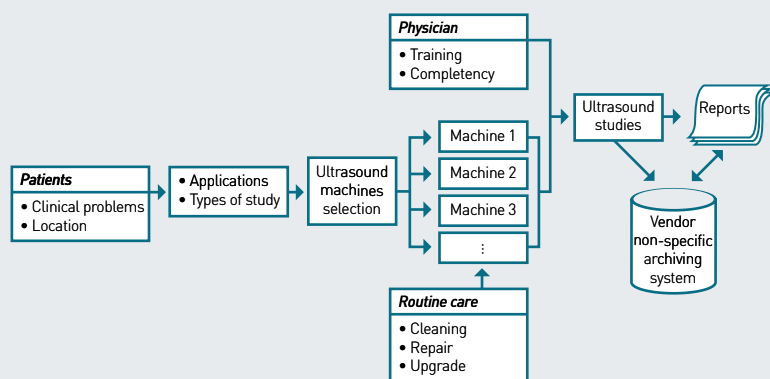 Physician
• Training
• Competency
Ultrasound
studies
Reports
Machine 1
Machine 2
Machine 3
⋮
Patients
• Clinical problems
• Location
• Applications
• Types of study
Ultrasound
machines
selection
Vendor
non-specific
archiving
system
Routine care
• Cleaning
• Repair
• Upgrade